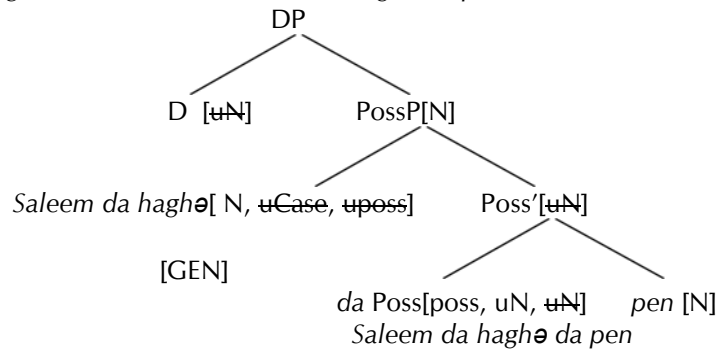 DP
D [uN] PossP[N]
Saleem da haghə[ N, uCase, uposs] Poss'[uN]
[GEN]
da Poss[poss, uN, uN] pen [N]
Saleem da haghə da pen